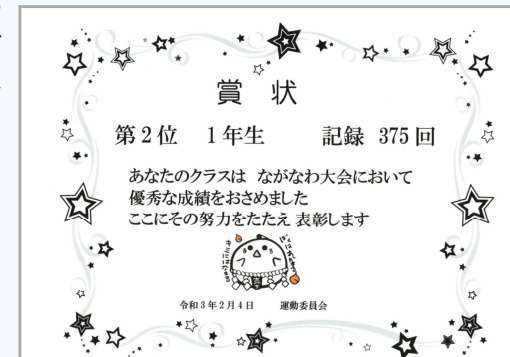 賞 状
第2位 1年生 記録 375回
あなたのクラスは ながなわ大会において
優秀な成績をおさめました
ここにその努力をたたえ 表彰します
令和3年2月4日 運動委員会